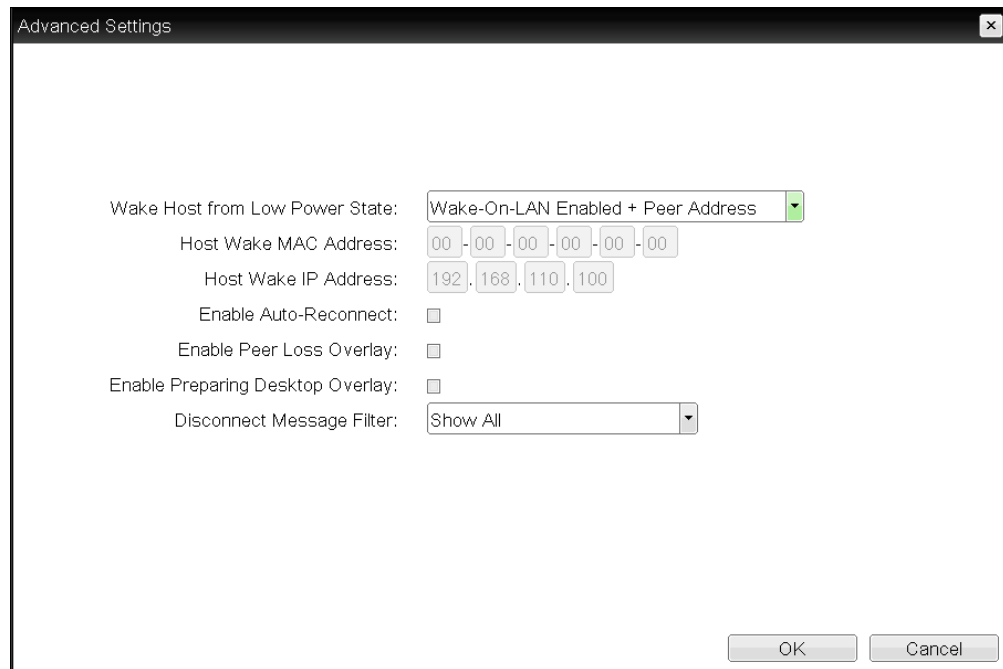 Advanced Settings
Wake Host from Low Power State: Wake-On-LAN Enabled + Peer Address
Host Wake MAC Address: 00-00-00-00-00-00
Host Wake IP Address: 192.168.110.100
Enable Auto-Reconnect:
Enable Peer Loss Overlay:
Enable Preparing Desktop Overlay:
Disconnect Message Filter: Show All
OK Cancel